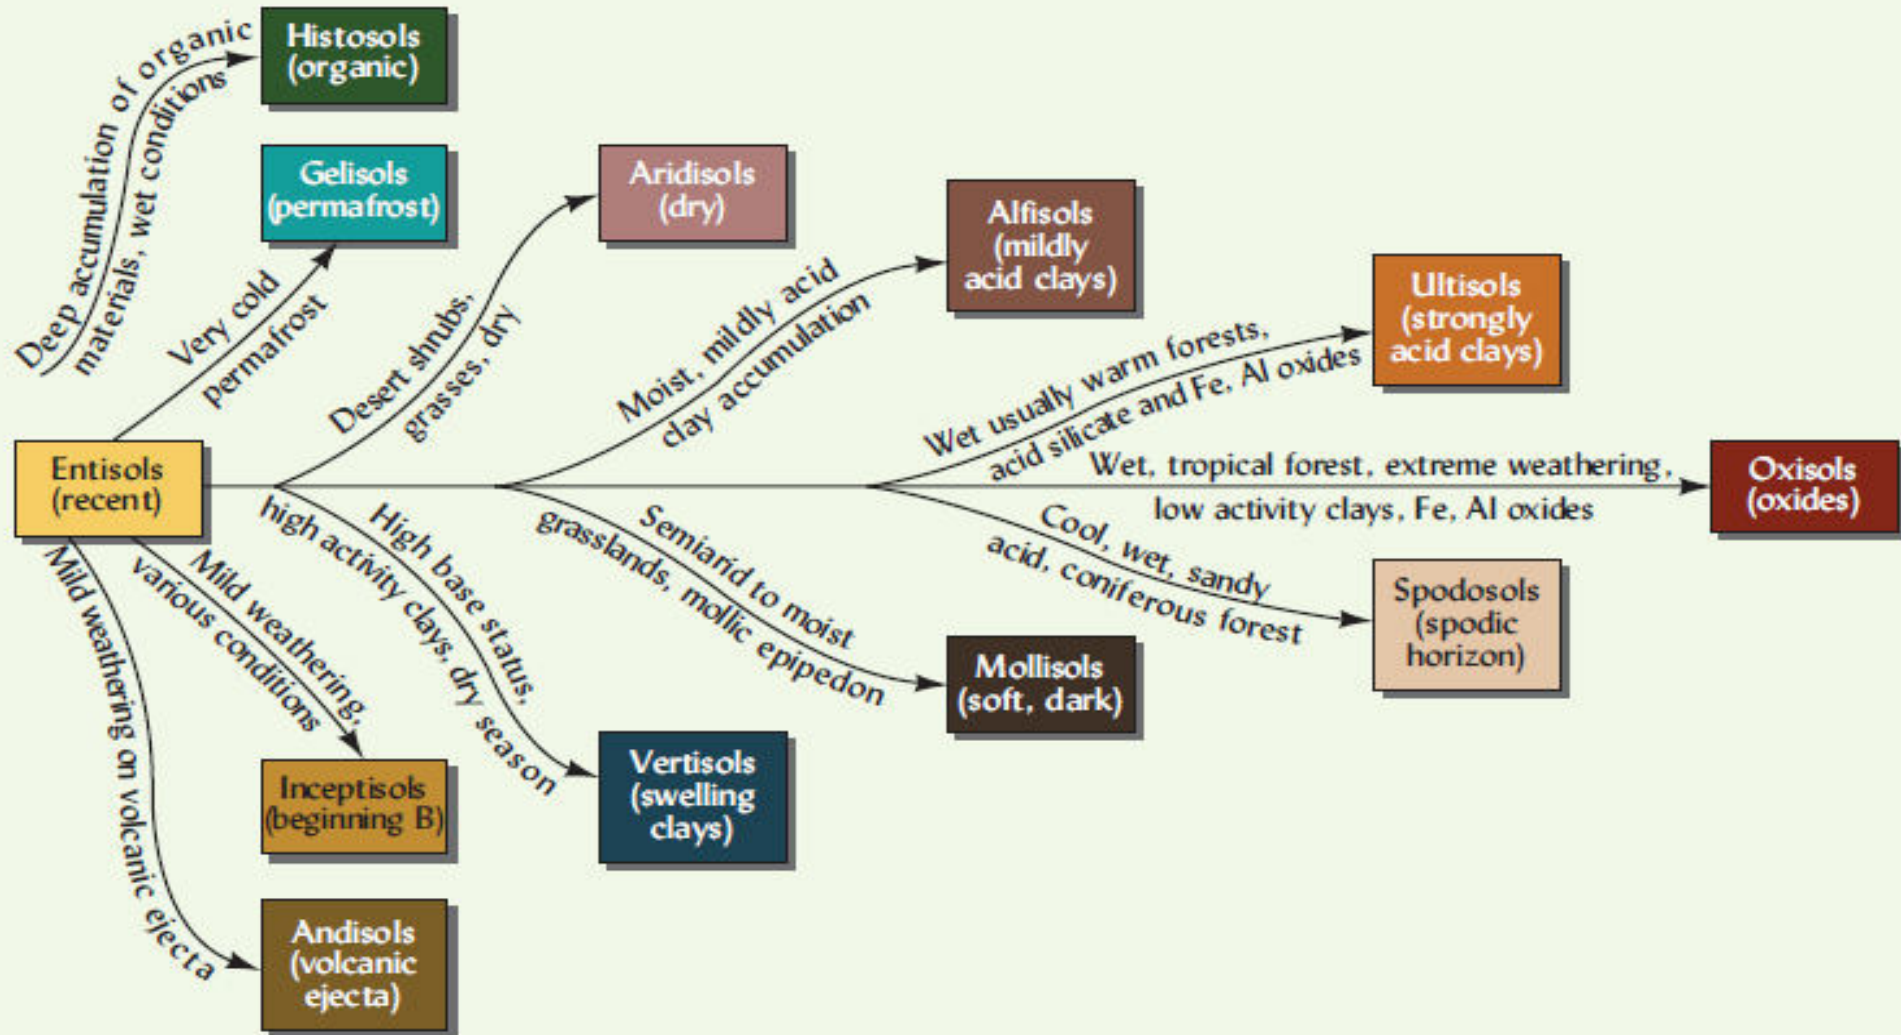 Deep accumulation of organic
materials, wet conditions
Histosols
(organic)
Very cold
permafrost
Gelisols
(permafrost)
Desert shrubs,
grasses, dry
Aridisols
(dry)
Moist, mildly acid
clay accumulation
Alfisols
(mildly
acid clays)
Wet usually warm forests,
acid silicate and Fe, Al oxides
Ultisols
(strongly
acid clays)
Entisols
(recent)
Wet, tropical forest, extreme weathering,
low activity clays, Fe, Al oxides
Oxisols
(oxides)
Cool, wet, sandy
acid, coniferous forest
Spodosols
(spodic
horizon)
Semiarid to moist
grasslands, mollic epipedon
Mollisols
(soft, dark)
High base status,
high activity clays, dry season
Vertisols
(swelling
clays)
Mild weathering,
various conditions
Inceptisols
(beginning B)
Mild weathering on volcanic ejecta
Andisols
(volcanic
ejecta)